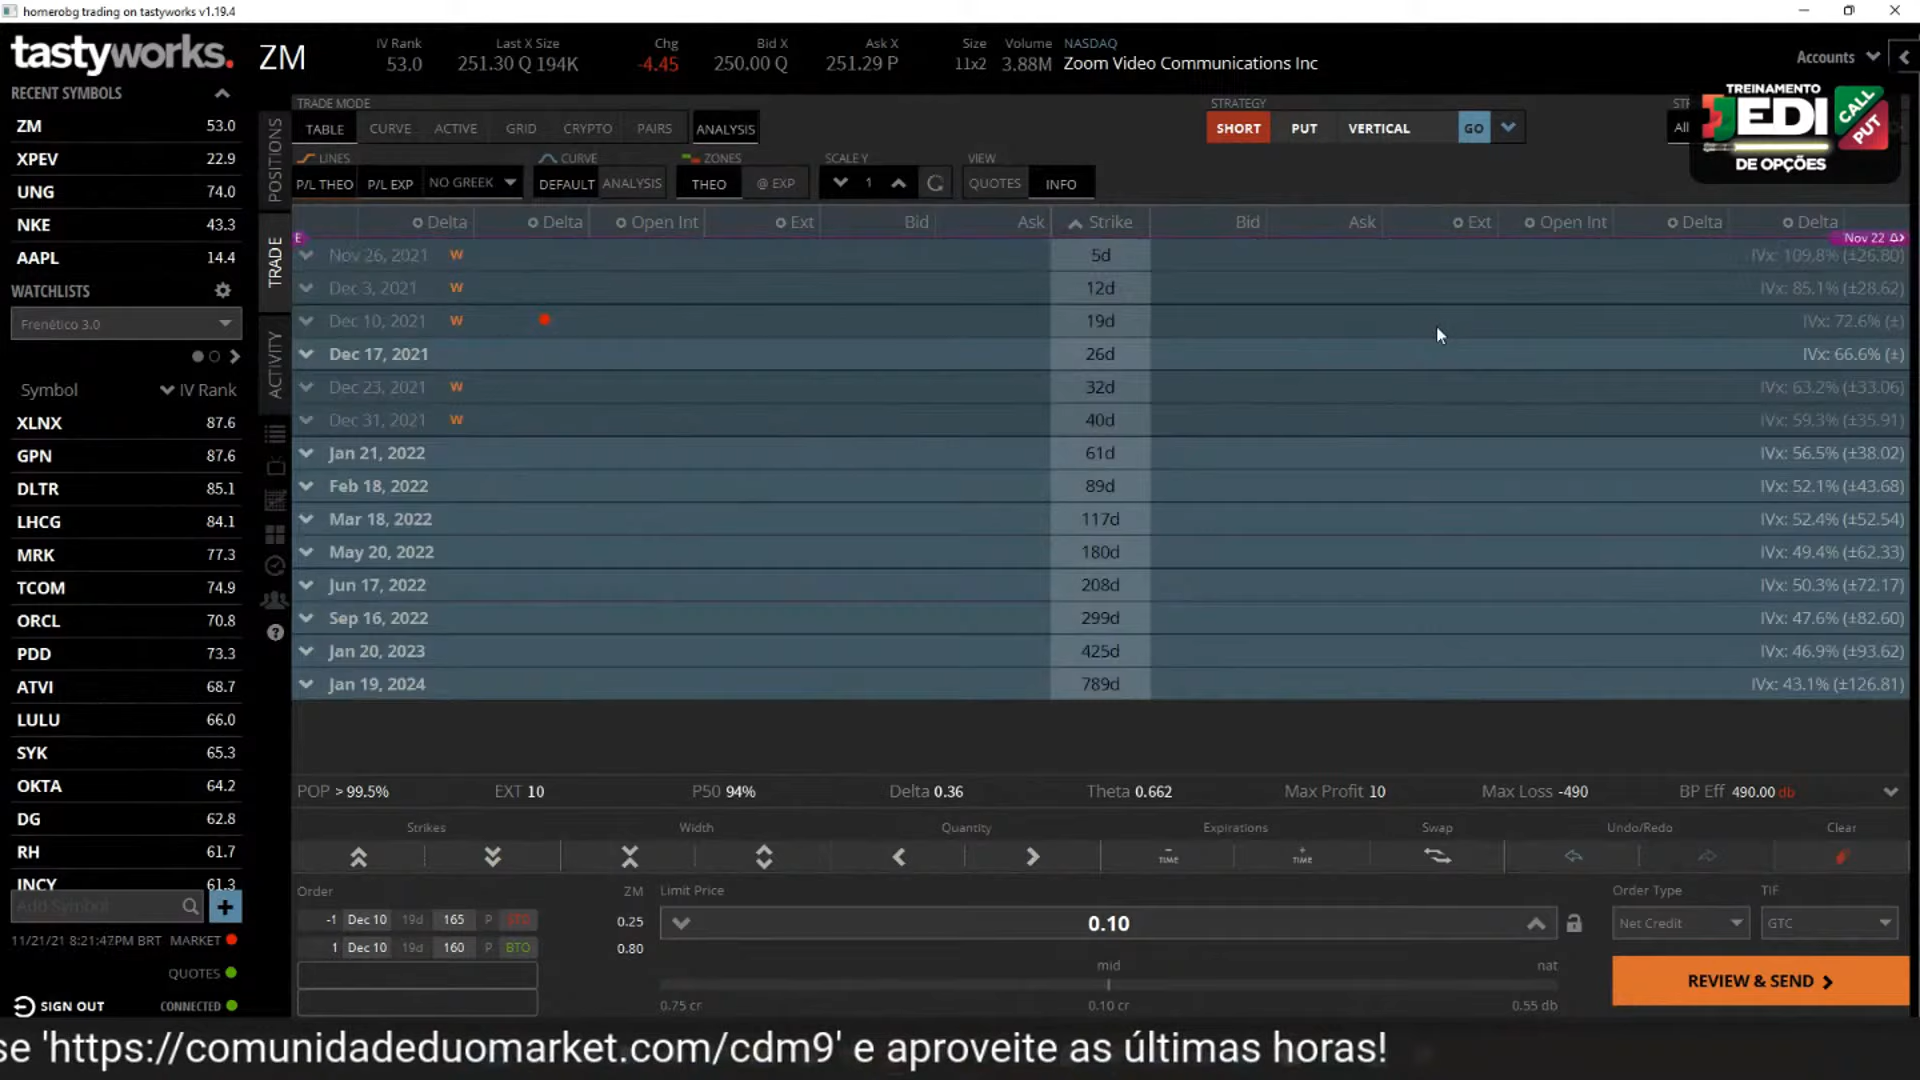 homerobg trading on tastyworks v1.19.4
tastyworks.
ZM
IV Rank
53.0
Last X Size
251.30 Q 194K
Chg
-4.45
Bid X
250.00 Q
Ask X
251.29 P
Size
11x2
Volume
3.88M
NASDAQ
Zoom Video Communications Inc
Accounts
RECENT SYMBOLS
ZM 53.0
XPEV 22.9
UNG 74.0
NKE 43.3
AAPL 14.4
WATCHLISTS
Frenético 3.0
Symbol IV Rank
XLNX 87.6
GPN 87.6
DLTR 85.1
LHCG 84.1
MRK 77.3
TCOM 74.9
ORCL 70.8
PDD 73.3
ATVI 68.7
LULU 66.0
SYK 65.3
OKTA 64.2
DG 62.8
RH 61.7
INCY 61.3
Add Symbol
11/21/21 8:21:47PM BRT MARKET
QUOTES
SIGN OUT CONNECTED
POSITIONS
TRADE
ACTIVITY
TRADE MODE
TABLE CURVE ACTIVE GRID CRYPTO PAIRS ANALYSIS
STRATEGY
SHORT PUT VERTICAL GO
All
TREINAMENTO
JEDI
DE OPÇÕES
CALL
PUT
LINES CURVE ZONES SCALE Y VIEW
P/L THEO P/L EXP NO GREEK DEFAULT ANALYSIS THEO @ EXP 1 QUOTES INFO
Delta Delta Open Int Ext Bid Ask Strike Bid Ask Ext Open Int Delta Delta
E Nov 22
Nov 26, 2021 W 5d IVx: 109.8% (±26.80)
Dec 3, 2021 W 12d IVx: 85.1% (±28.62)
Dec 10, 2021 W 19d IVx: 72.6% (±)
Dec 17, 2021 26d IVx: 66.6% (±)
Dec 23, 2021 W 32d IVx: 63.2% (±33.06)
Dec 31, 2021 W 40d IVx: 59.3% (±35.91)
Jan 21, 2022 61d IVx: 56.5% (±38.02)
Feb 18, 2022 89d IVx: 52.1% (±43.68)
Mar 18, 2022 117d IVx: 52.4% (±52.54)
May 20, 2022 180d IVx: 49.4% (±62.33)
Jun 17, 2022 208d IVx: 50.3% (±72.17)
Sep 16, 2022 299d IVx: 47.6% (±82.60)
Jan 20, 2023 425d IVx: 46.9% (±93.62)
Jan 19, 2024 789d IVx: 43.1% (±126.81)
POP > 99.5% EXT 10 P50 94% Delta 0.36 Theta 0.662 Max Profit 10 Max Loss -490 BP Eff 490.00 db
Strikes Width Quantity Expirations Swap Undo/Redo Clear
TIME TIME
Order ZM Limit Price Order Type TIF
-1 Dec 10 19d 165 P STO 0.25
1 Dec 10 19d 160 P BTO 0.80
0.10
Net Credit GTC
mid nat
0.75 cr 0.10 cr 0.55 db
REVIEW & SEND
se 'https://comunidadeduomarket.com/cdm9' e aproveite as últimas horas!